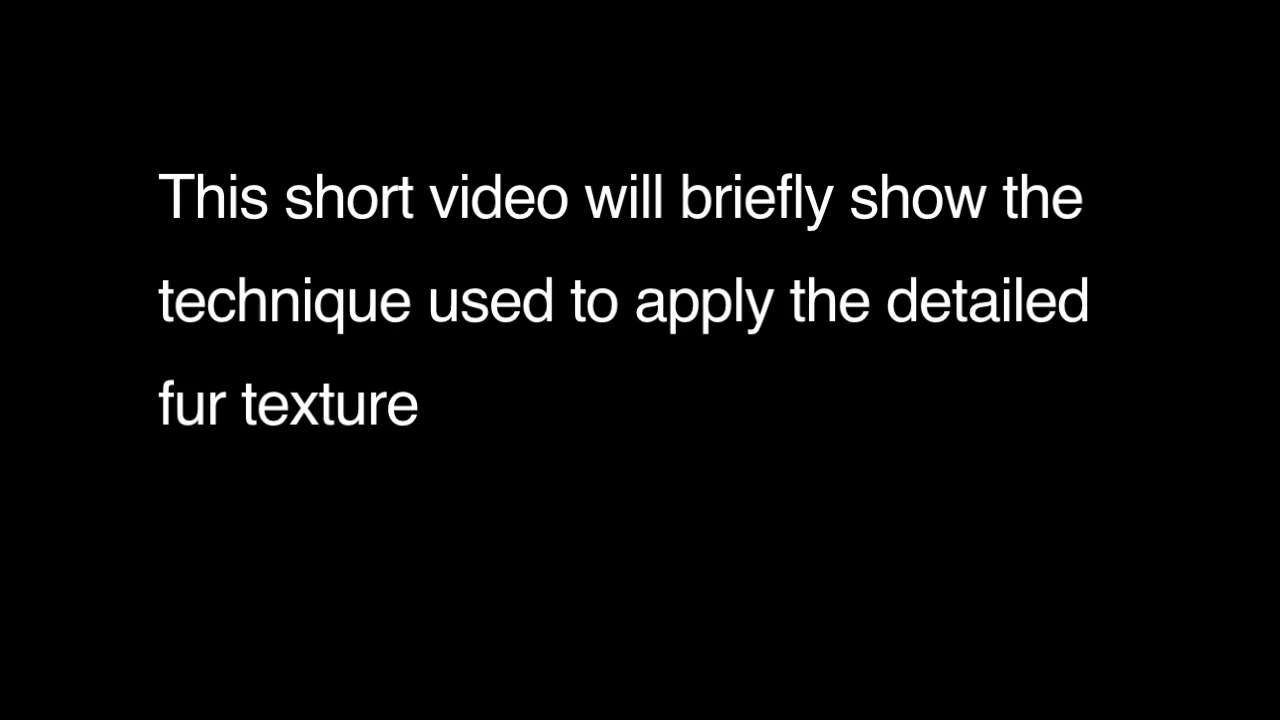 This short video will briefly show the
technique used to apply the detailed
fur texture